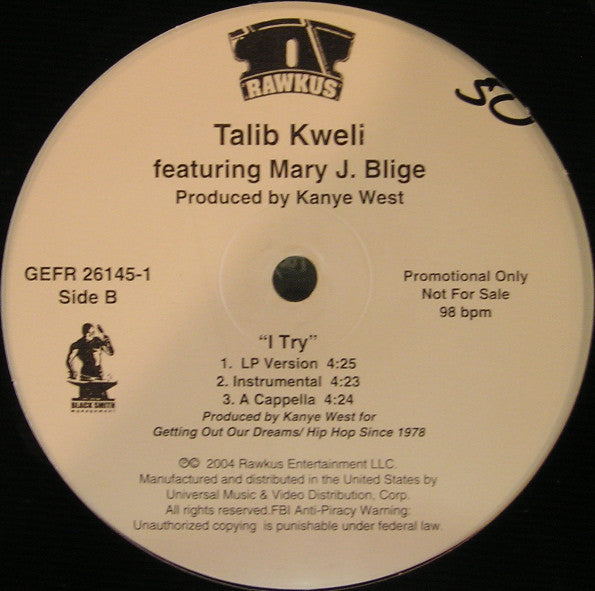 RAWKUS
50
Talib Kweli
featuring Mary J. Blige
Produced by Kanye West
GEFR 26145-1
Side B
Promotional Only
Not For Sale
98 bpm
BLACK SMITH
MANAGEMENT
"I Try"
1. LP Version 4:25
2. Instrumental 4:23
3. A Cappella 4:24
Produced by Kanye West for
Getting Out Our Dreams/ Hip Hop Since 1978
℗© 2004 Rawkus Entertainment LLC.
Manufactured and distributed in the United States by
Universal Music & Video Distribution, Corp.
All rights reserved.FBI Anti-Piracy Warning:
Unauthorized copying is punishable under federal law.